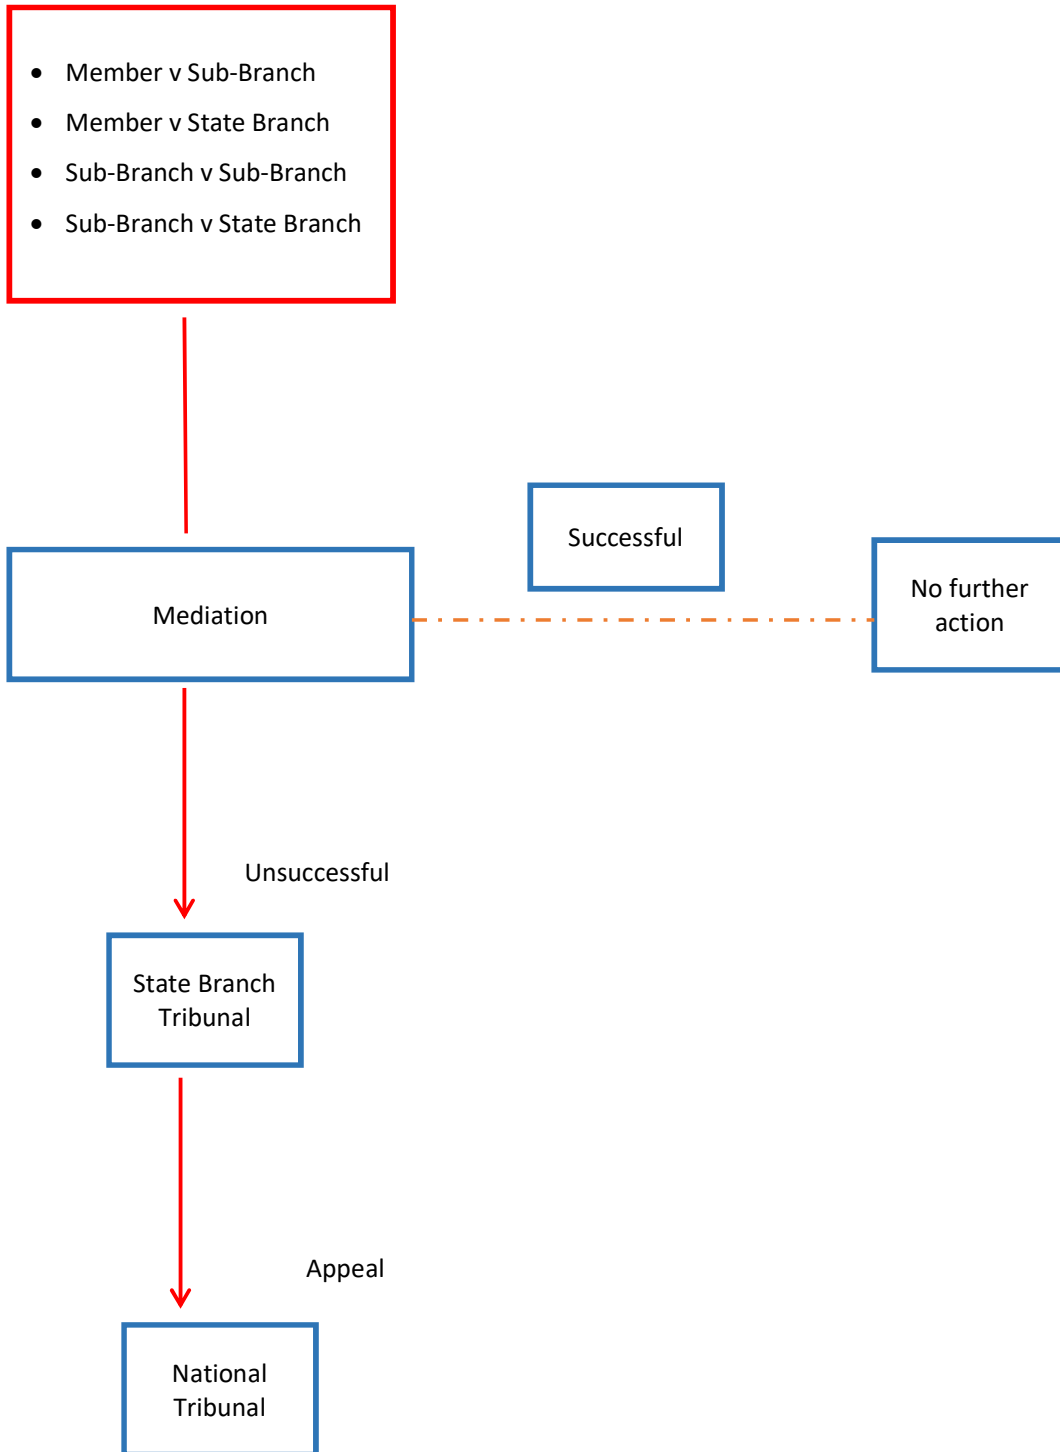 • Member v Sub-Branch
• Member v State Branch
• Sub-Branch v Sub-Branch
• Sub-Branch v State Branch
Successful
No further
action
Mediation
Unsuccessful
State Branch
Tribunal
Appeal
National
Tribunal